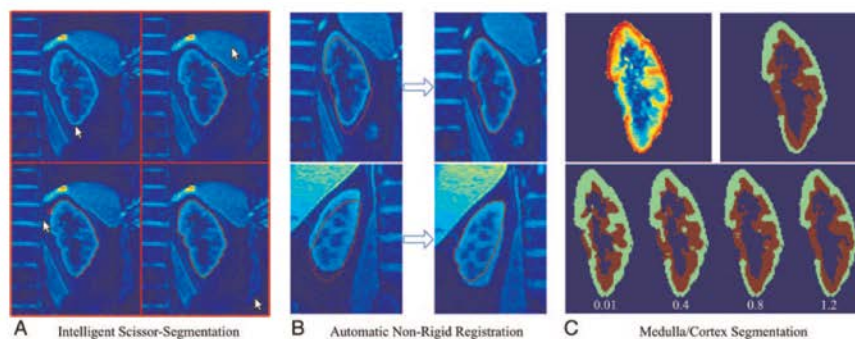 0.01 0.4 0.8 1.2
A Intelligent Scissor-Segmentation B Automatic Non-Rigid Registration C Medulla/Cortex Segmentation